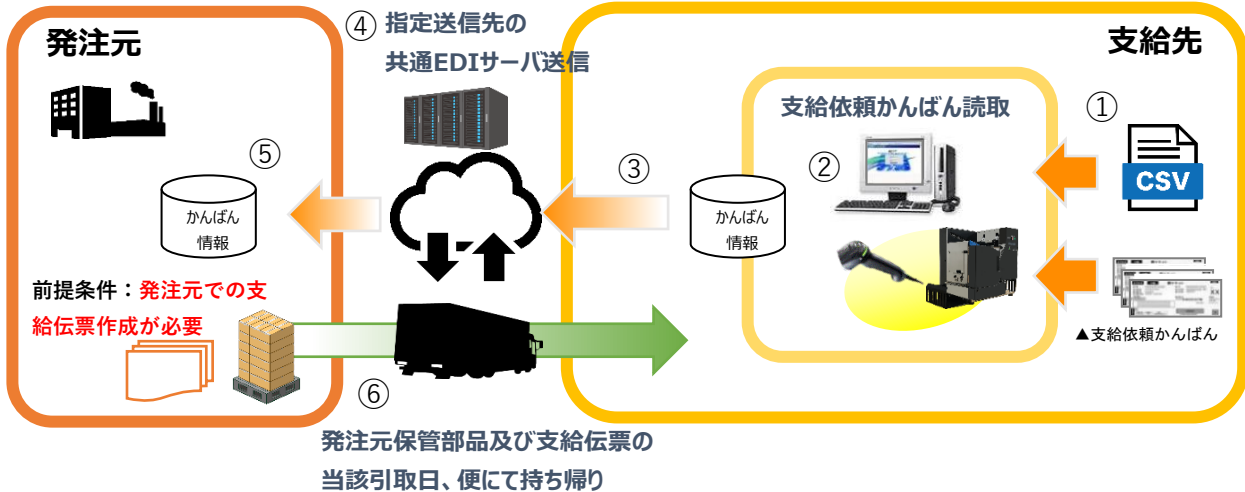 発注元
④ 指定送信先の
共通EDIサーバ送信
支給先
支給依頼かんばん読取
①
②
③
⑤
CSV
かんばん
情報
かんばん
情報
前提条件：発注元での支
給伝票作成が必要
▲支給依頼かんばん
⑥
発注元保管部品及び支給伝票の
当該引取日、便にて持ち帰り